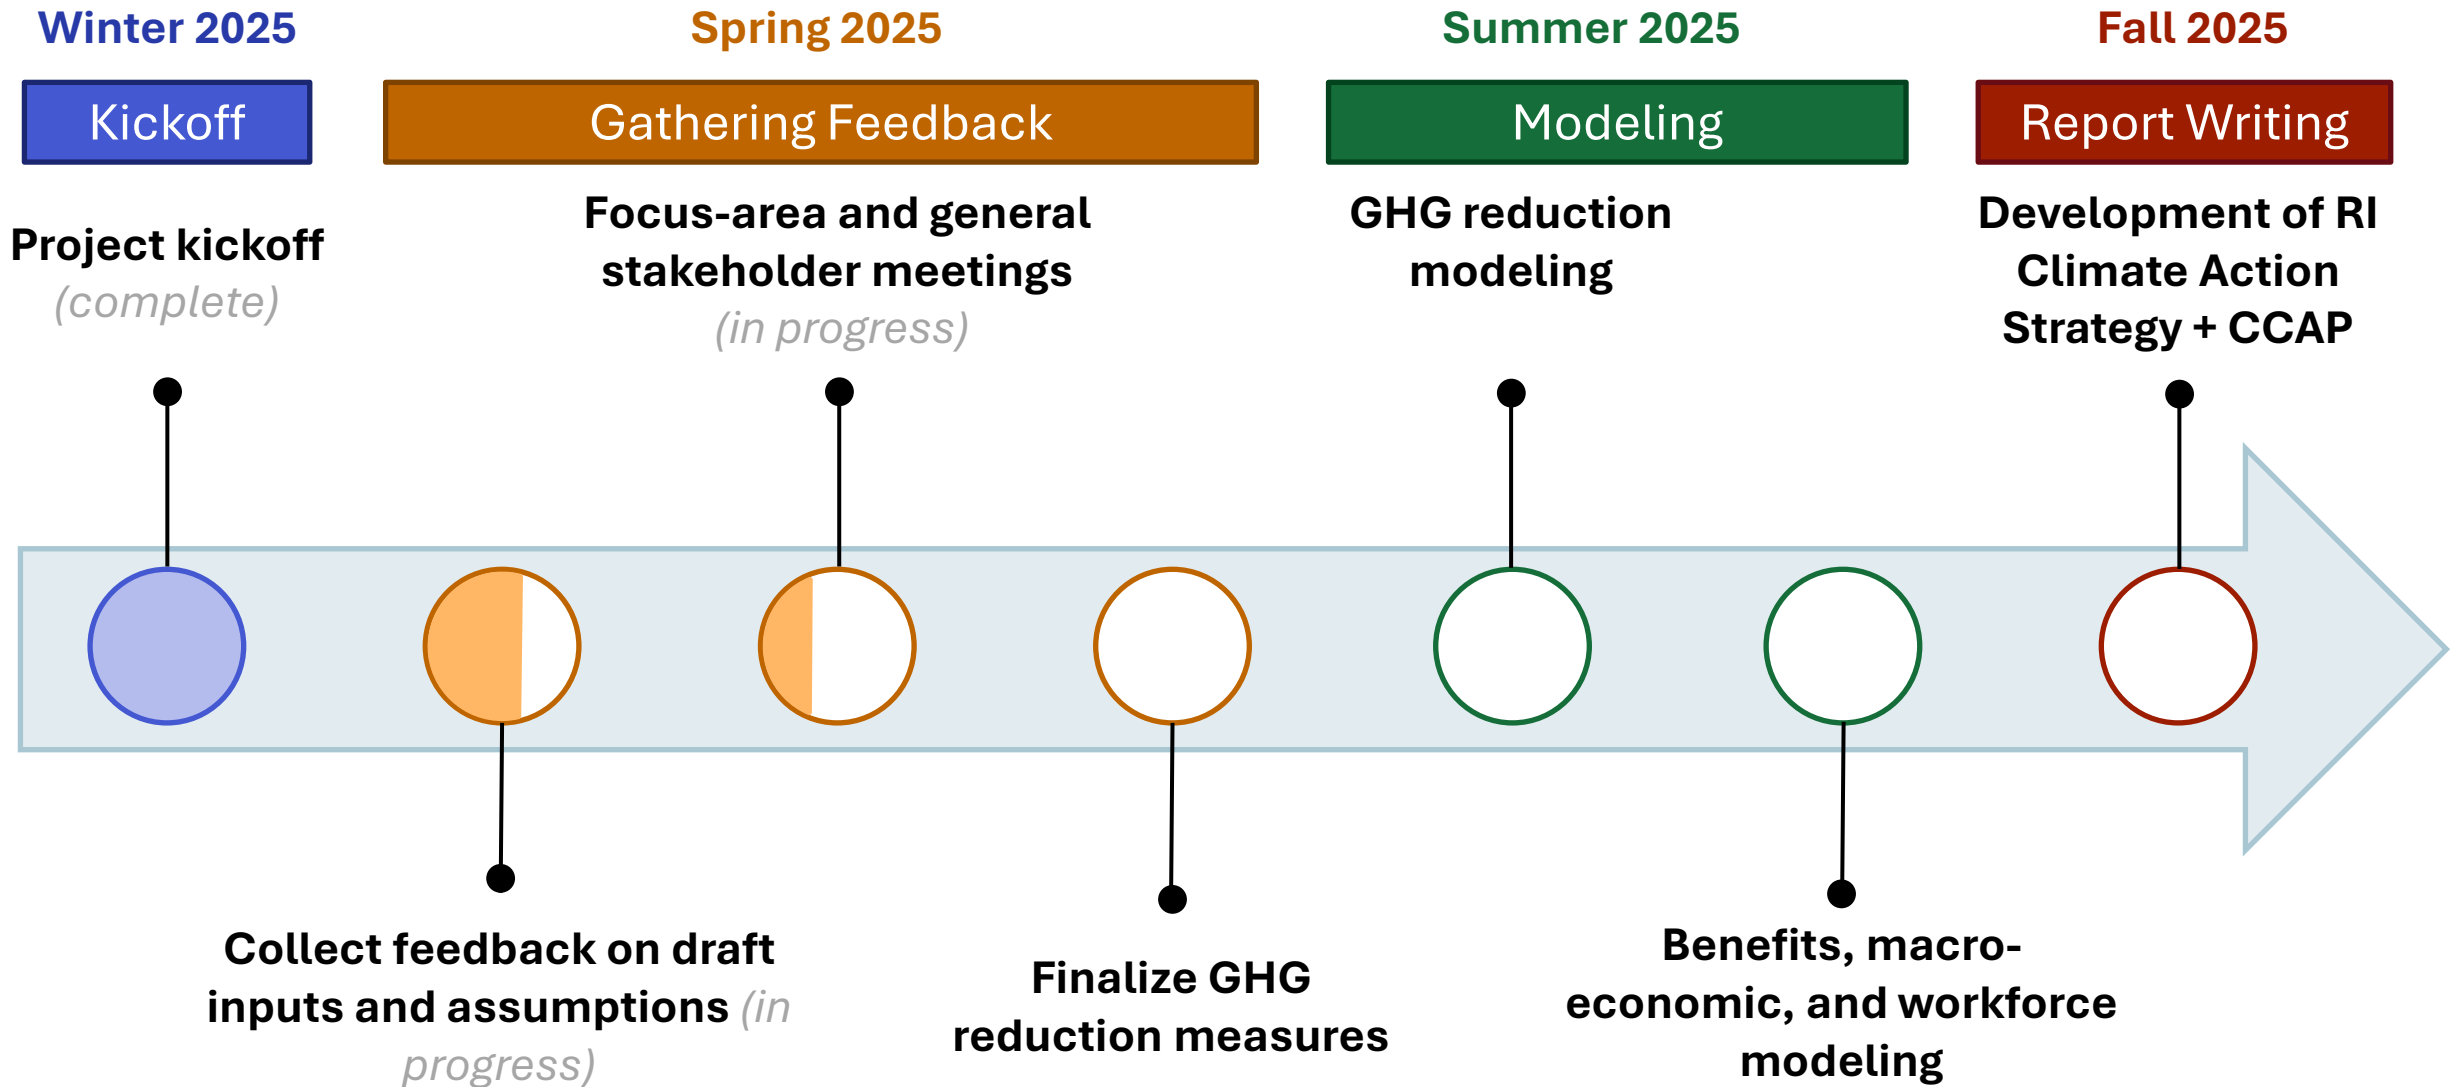 Winter 2025
Spring 2025
Summer 2025
Fall 2025
Kickoff
Gathering Feedback
Modeling
Report Writing
Project kickoff
(complete)
Focus-area and general
stakeholder meetings
(in progress)
GHG reduction
modeling
Development of RI
Climate Action
Strategy + CCAP
Collect feedback on draft
inputs and assumptions (in
progress)
Finalize GHG
reduction measures
Benefits, macro-
economic, and workforce
modeling